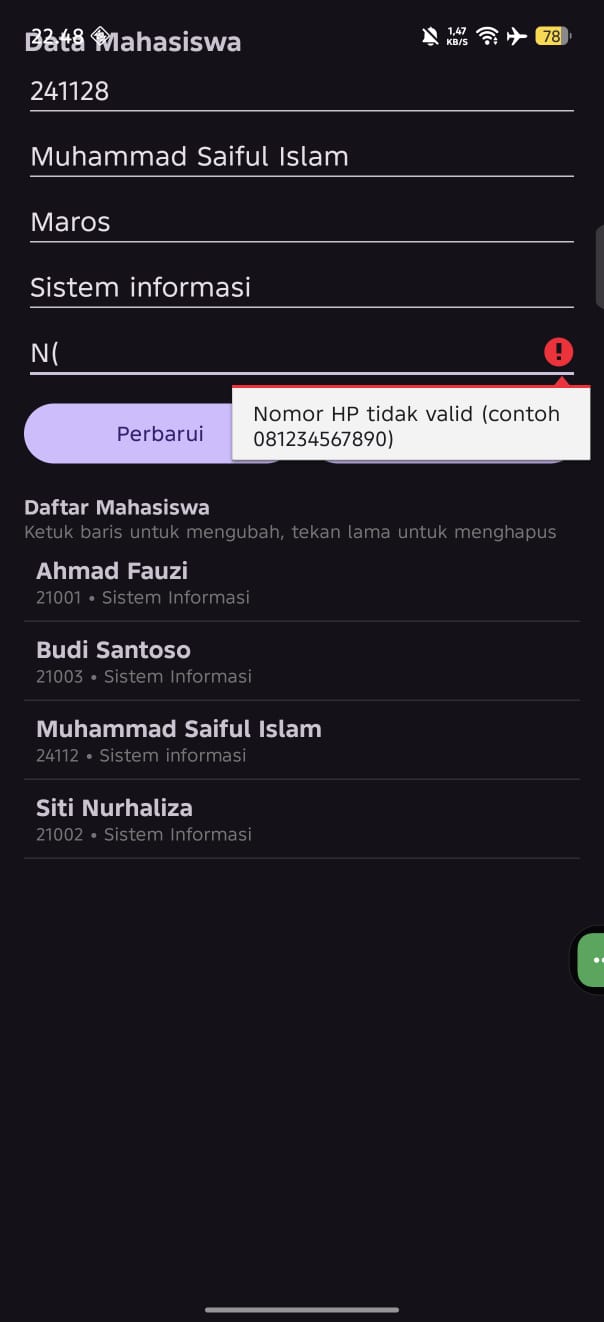 22.48
1,47
KB/S
78
Data Mahasiswa
241128
Muhammad Saiful Islam
Maros
Sistem informasi
N(
Nomor HP tidak valid (contoh
081234567890)
Perbarui
Daftar Mahasiswa
Ketuk baris untuk mengubah, tekan lama untuk menghapus
Ahmad Fauzi
21001 • Sistem Informasi
Budi Santoso
21003 • Sistem Informasi
Muhammad Saiful Islam
24112 • Sistem informasi
Siti Nurhaliza
21002 • Sistem Informasi